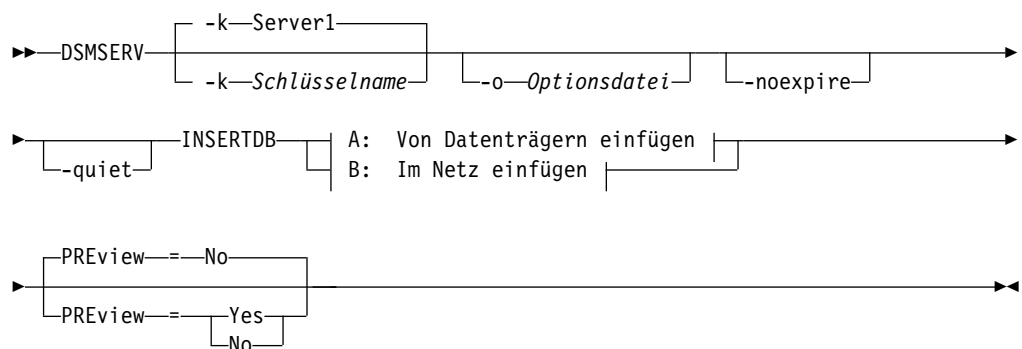 -k Server1
DSMSERV
-k Schlüsselname -o Optionsdatei -noexpire
INSERTDB A: Von Datenträgern einfügen
-quiet B: Im Netz einfügen
PREview = No
PREview = Yes
No